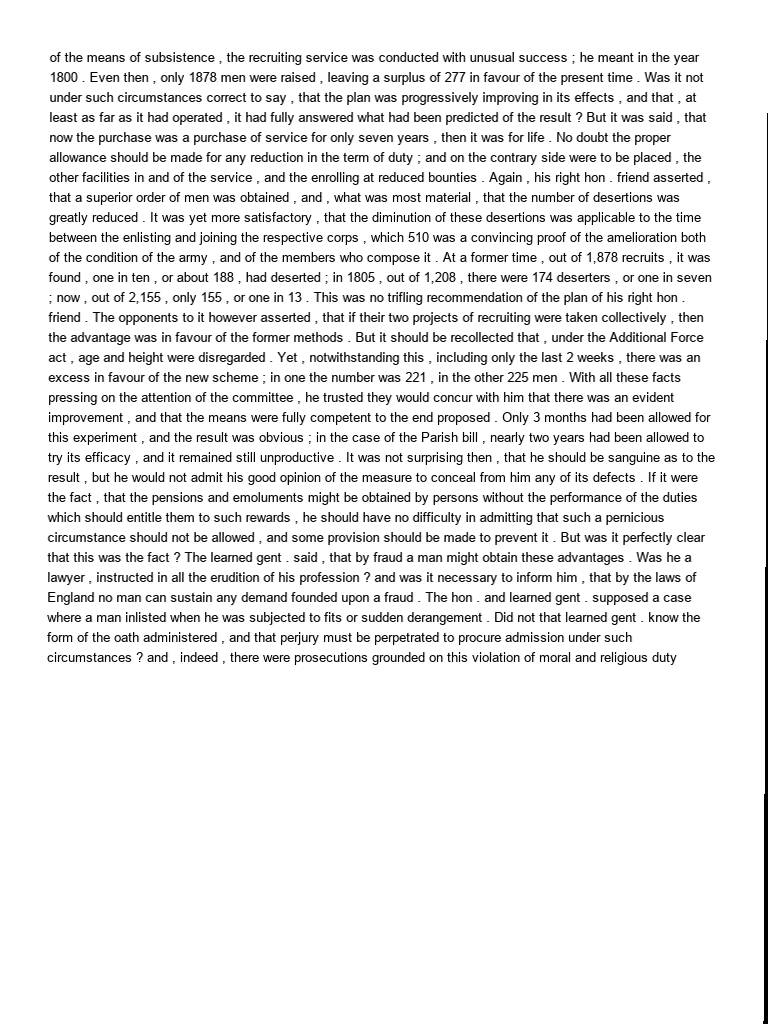 of the means of subsistence , the recruiting service was conducted with unusual success ; he meant in the year
1800 . Even then , only 1878 men were raised , leaving a surplus of 277 in favour of the present time . Was it not
under such circumstances correct to say , that the plan was progressively improving in its effects , and that , at
least as far as it had operated , it had fully answered what had been predicted of the result ? But it was said , that
now the purchase was a purchase of service for only seven years , then it was for life . No doubt the proper
allowance should be made for any reduction in the term of duty ; and on the contrary side were to be placed , the
other facilities in and of the service , and the enrolling at reduced bounties . Again , his right hon . friend asserted ,
that a superior order of men was obtained , and , what was most material , that the number of desertions was
greatly reduced . It was yet more satisfactory , that the diminution of these desertions was applicable to the time
between the enlisting and joining the respective corps , which 510 was a convincing proof of the amelioration both
of the condition of the army , and of the members who compose it . At a former time , out of 1,878 recruits , it was
found , one in ten , or about 188 , had deserted ; in 1805 , out of 1,208 , there were 174 deserters , or one in seven
; now , out of 2,155 , only 155 , or one in 13 . This was no trifling recommendation of the plan of his right hon .
friend . The opponents to it however asserted , that if their two projects of recruiting were taken collectively , then
the advantage was in favour of the former methods . But it should be recollected that , under the Additional Force
act , age and height were disregarded . Yet , notwithstanding this , including only the last 2 weeks , there was an
excess in favour of the new scheme ; in one the number was 221 , in the other 225 men . With all these facts
pressing on the attention of the committee , he trusted they would concur with him that there was an evident
improvement , and that the means were fully competent to the end proposed . Only 3 months had been allowed for
this experiment , and the result was obvious ; in the case of the Parish bill , nearly two years had been allowed to
try its efficacy , and it remained still unproductive . It was not surprising then , that he should be sanguine as to the
result , but he would not admit his good opinion of the measure to conceal from him any of its defects . If it were
the fact , that the pensions and emoluments might be obtained by persons without the performance of the duties
which should entitle them to such rewards , he should have no difficulty in admitting that such a pernicious
circumstance should not be allowed , and some provision should be made to prevent it . But was it perfectly clear
that this was the fact ? The learned gent . said , that by fraud a man might obtain these advantages . Was he a
lawyer , instructed in all the erudition of his profession ? and was it necessary to inform him , that by the laws of
England no man can sustain any demand founded upon a fraud . The hon . and learned gent . supposed a case
where a man inlisted when he was subjected to fits or sudden derangement . Did not that learned gent . know the
form of the oath administered , and that perjury must be perpetrated to procure admission under such
circumstances ? and , indeed , there were prosecutions grounded on this violation of moral and religious duty